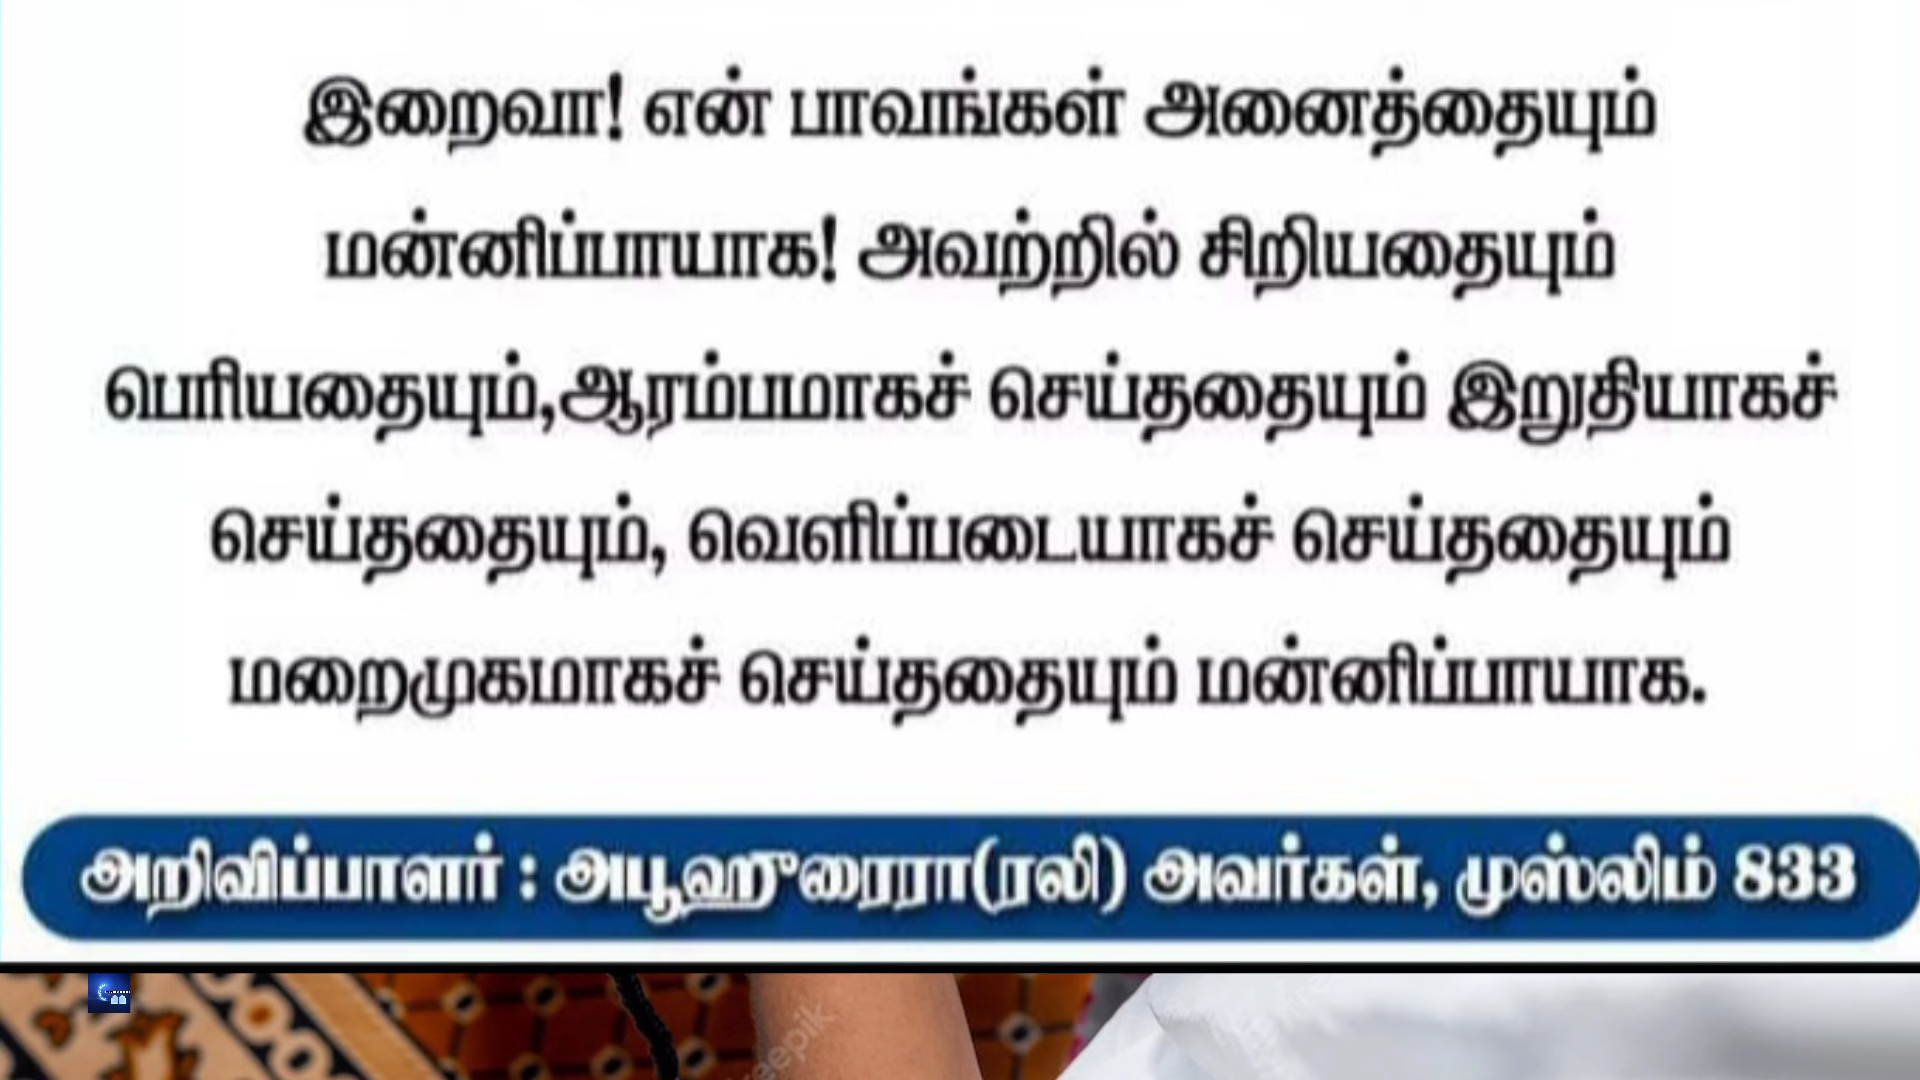 இறைவா! என் பாவங்கள் அனைத்தையும்
மன்னிப்பாயாக! அவற்றில் சிறியதையும்
பெரியதையும்,ஆரம்பமாகச் செய்ததையும் இறுதியாகச்
செய்ததையும், வெளிப்படையாகச் செய்ததையும்
மறைமுகமாகச் செய்ததையும் மன்னிப்பாயாக.
அறிவிப்பாளர் : அபூஹுரைரா(ரலி) அவர்கள், முஸ்லிம் 833